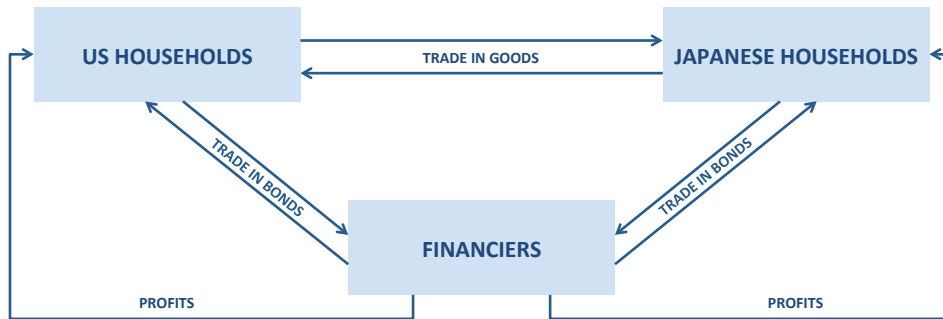 US HOUSEHOLDS
TRADE IN GOODS
JAPANESE HOUSEHOLDS
TRADE IN BONDS
TRADE IN BONDS
FINANCIERS
PROFITS
PROFITS